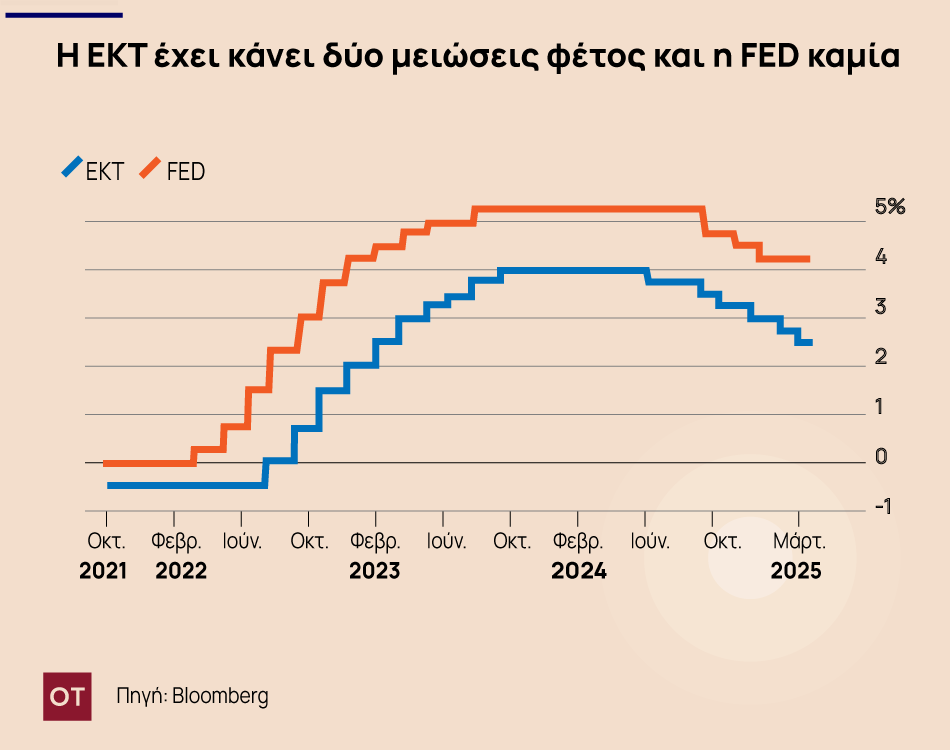 Η ΕΚΤ έχει κάνει δύο μειώσεις φέτος και η FED καμία
ΕΚΤ FED
5%
4
3
2
1
0
-1
Οκτ. Φεβρ. Ιούν. Οκτ. Φεβρ. Ιούν. Οκτ. Φεβρ. Ιούν. Οκτ. Μάρτ.
2021 2022 2023 2024 2025
OT Πηγή: Bloomberg